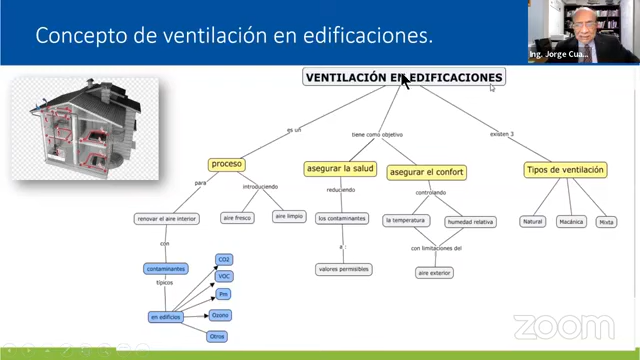 Concepto de ventilación en edificaciones.
Ing. Jorge Cua...
VENTILACIÓN EN EDIFICACIONES
es un
tiene como objetivo
existen 3
proceso
asegurar la salud
asegurar el confort
Tipos de ventilación
para
introduciendo
reduciendo
controlando
renovar el aire interior
aire fresco
aire limpio
los contaminantes
la temperatura
humedad relativa
Natural
Macánica
Mixta
con
a :
con limitaciones del
contaminantes
valores permisibles
aire exterior
típicos
CO2
VOC
Pm
en edificios
Ozono
Otros
zoom